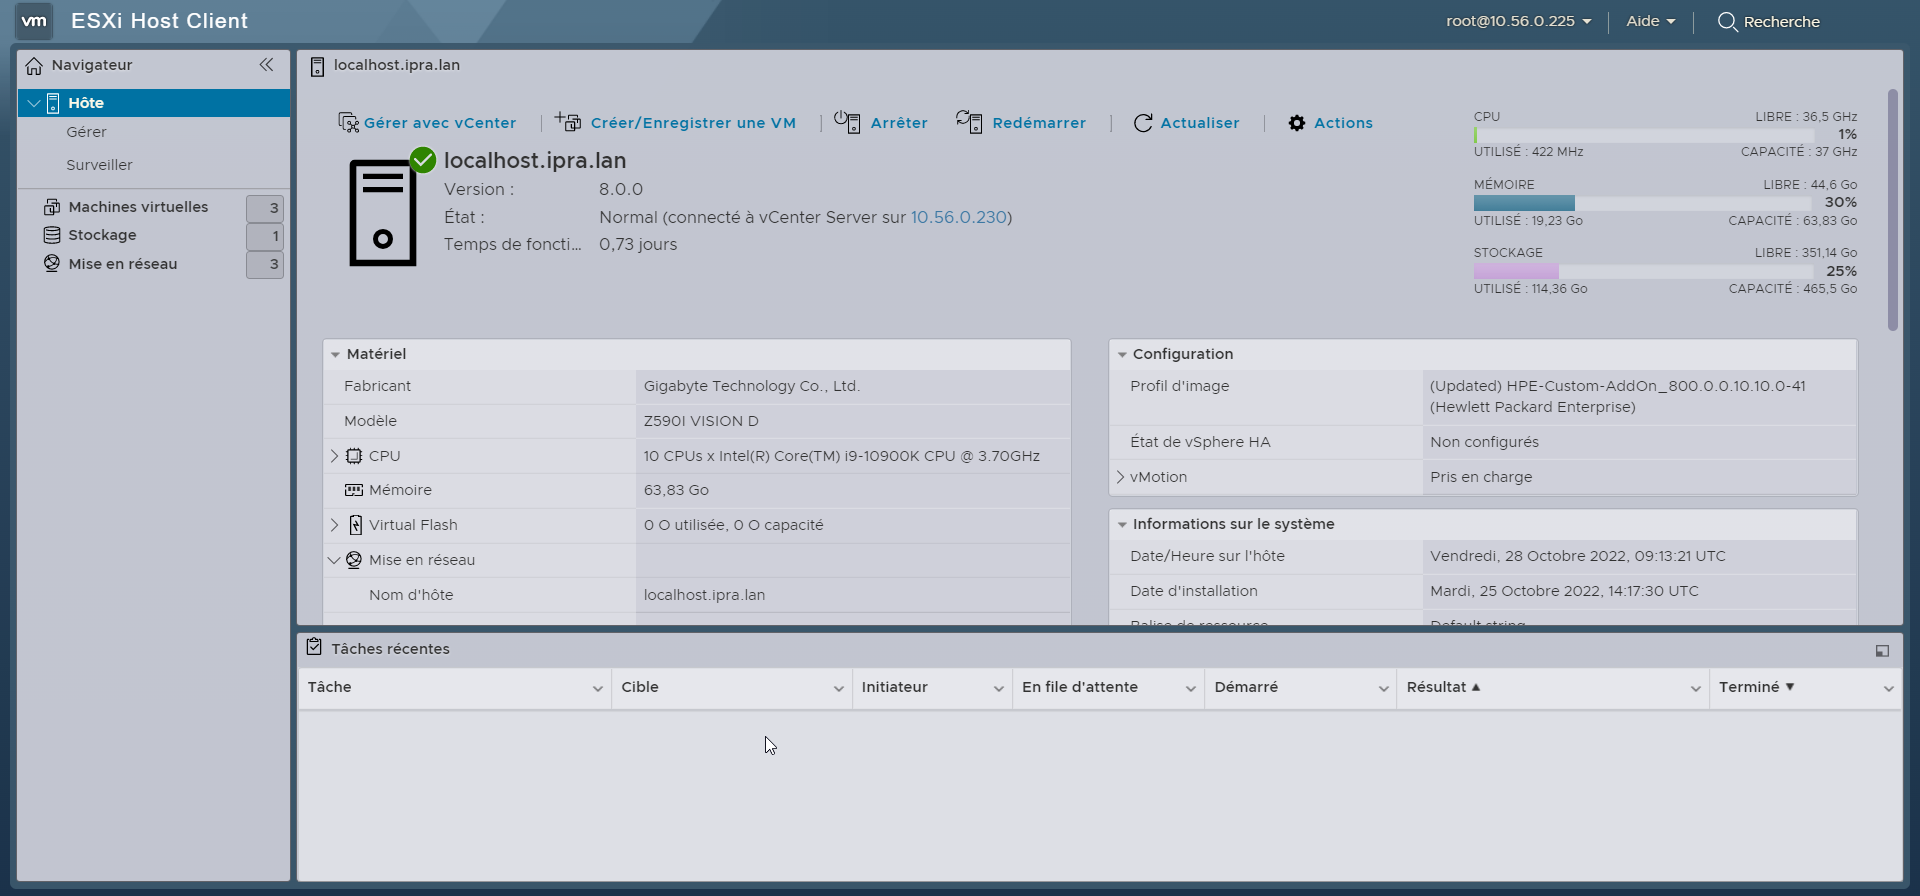 vm ESXi Host Client
root@10.56.0.225 Aide Recherche
Navigateur
Hôte
Gérer
Surveiller
Machines virtuelles 3
Stockage 1
Mise en réseau 3
localhost.ipra.lan
Gérer avec vCenter Créer/Enregistrer une VM Arrêter Redémarrer Actualiser Actions
localhost.ipra.lan
Version : 8.0.0
État : Normal (connecté à vCenter Server sur 10.56.0.230)
Temps de foncti... 0,73 jours
CPU LIBRE : 36,5 GHz
1%
UTILISÉ : 422 MHz CAPACITÉ : 37 GHz
MÉMOIRE LIBRE : 44,6 Go
30%
UTILISÉ : 19,23 Go CAPACITÉ : 63,83 Go
STOCKAGE LIBRE : 351,14 Go
25%
UTILISÉ : 114,36 Go CAPACITÉ : 465,5 Go
Matériel
Fabricant Gigabyte Technology Co., Ltd.
Modèle Z590I VISION D
CPU 10 CPUs x Intel(R) Core(TM) i9-10900K CPU @ 3.70GHz
Mémoire 63,83 Go
Virtual Flash 0 O utilisée, 0 O capacité
Mise en réseau
Nom d'hôte localhost.ipra.lan
Configuration
Profil d'image (Updated) HPE-Custom-AddOn_800.0.0.10.10.0-41
(Hewlett Packard Enterprise)
État de vSphere HA Non configurés
vMotion Pris en charge
Informations sur le système
Date/Heure sur l'hôte Vendredi, 28 Octobre 2022, 09:13:21 UTC
Date d'installation Mardi, 25 Octobre 2022, 14:17:30 UTC
Balise de ressource Default string
Tâches récentes
Tâche Cible Initiateur En file d'attente Démarré Résultat ▲ Terminé ▼